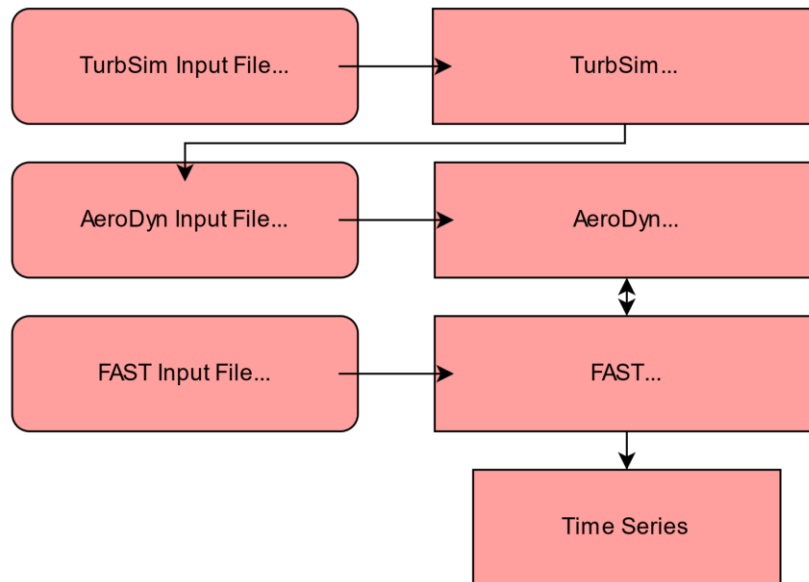 TurbSim Input File...
TurbSim...
AeroDyn Input File...
AeroDyn...
FAST Input File...
FAST...
Time Series